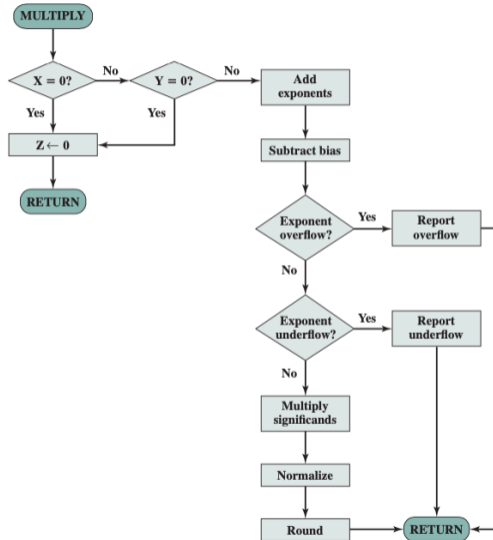 MULTIPLY
X = 0?
No
Y = 0?
No
Add
exponents
Yes
Yes
Z ← 0
Subtract bias
RETURN
Exponent
overflow?
Yes
Report
overflow
No
Exponent
underflow?
Yes
Report
underflow
No
Multiply
significands
Normalize
Round
RETURN